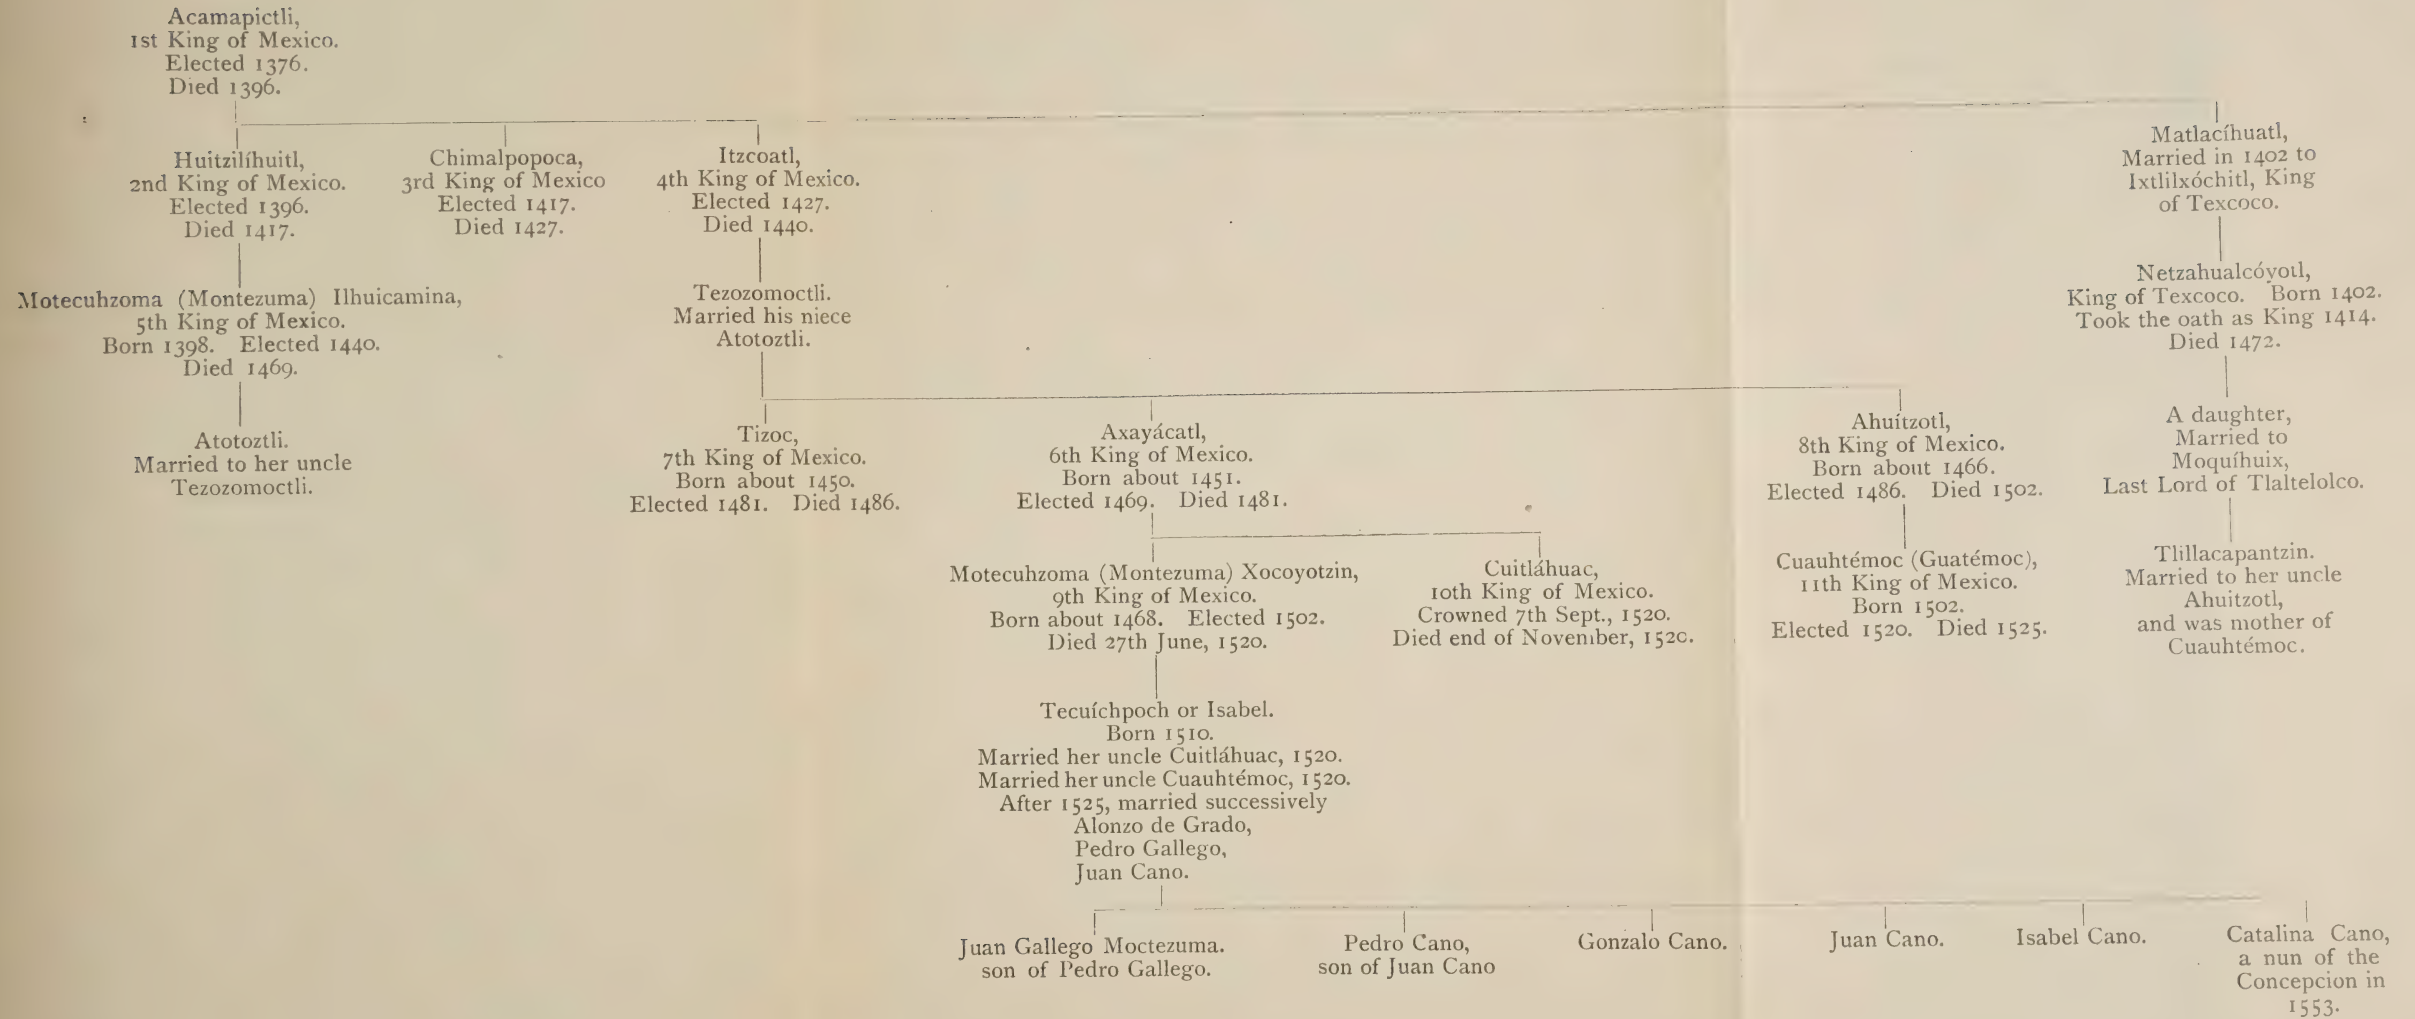 Acamapictli,
1st King of Mexico.
Elected 1376.
Died 1396.
Huitzilíhuitl,
2nd King of Mexico.
Elected 1396.
Died 1417.
Chimalpopoca,
3rd King of Mexico
Elected 1417.
Died 1427.
Itzcoatl,
4th King of Mexico.
Elected 1427.
Died 1440.
Matlacíhuatl,
Married in 1402 to
Ixtlilxóchitl, King
of Texcoco.
Motecuhzoma (Montezuma) Ilhuicamina,
5th King of Mexico.
Born 1398. Elected 1440.
Died 1469.
Tezozomoctli.
Married his niece
Atotoztli.
Netzahualcóyotl,
King of Texcoco. Born 1402.
Took the oath as King 1414.
Died 1472.
Atotoztli.
Married to her uncle
Tezozomoctli.
Tizoc,
7th King of Mexico.
Born about 1450.
Elected 1481. Died 1486.
Axayácatl,
6th King of Mexico.
Born about 1451.
Elected 1469. Died 1481.
Ahuítzotl,
8th King of Mexico.
Born about 1466.
Elected 1486. Died 1502.
A daughter,
Married to
Moquíhuix,
Last Lord of Tlaltelolco.
Motecuhzoma (Montezuma) Xocoyotzin,
9th King of Mexico.
Born about 1468. Elected 1502.
Died 27th June, 1520.
Cuitláhuac,
10th King of Mexico.
Crowned 7th Sept., 1520.
Died end of November, 1520.
Cuauhtémoc (Guatémoc),
11th King of Mexico.
Born 1502.
Elected 1520. Died 1525.
Tlillacapantzin.
Married to her uncle
Ahuitzotl,
and was mother of
Cuauhtémoc.
Tecuíchpoch or Isabel.
Born 1510.
Married her uncle Cuitláhuac, 1520.
Married her uncle Cuauhtémoc, 1520.
After 1525, married successively
Alonzo de Grado,
Pedro Gallego,
Juan Cano.
Juan Gallego Moctezuma.
son of Pedro Gallego.
Pedro Cano,
son of Juan Cano
Gonzalo Cano.
Juan Cano.
Isabel Cano.
Catalina Cano,
a nun of the
Concepcion in
1553.